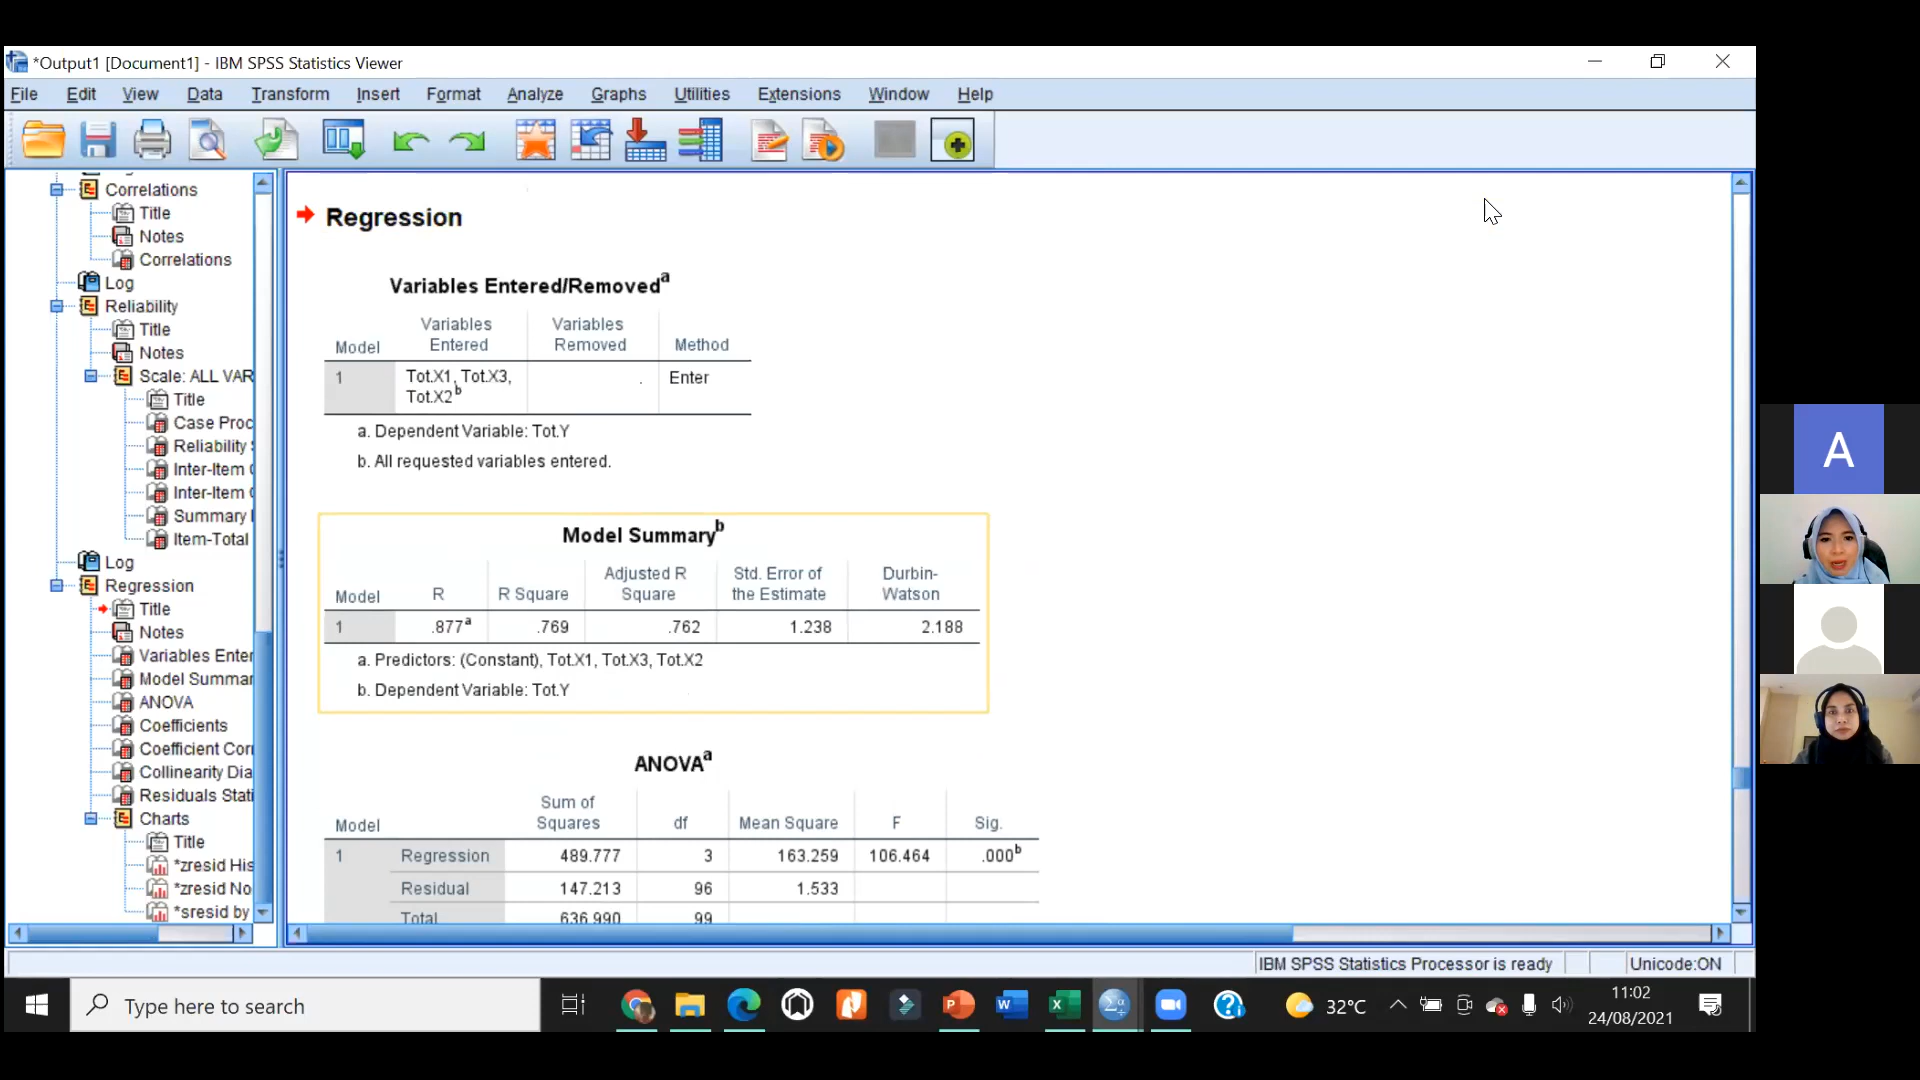 *Output1 [Document1] - IBM SPSS Statistics Viewer
File Edit View Data Transform Insert Format Analyze Graphs Utilities Extensions Window Help
Correlations
Title
Notes
Correlations
Log
Reliability
Title
Notes
Scale: ALL VAR
Title
Case Proc
Reliability
Inter-Item
Inter-Item
Summary
Item-Total
Log
Regression
Title
Notes
Variables Enter
Model Summar
ANOVA
Coefficients
Coefficient Corr
Collinearity Dia
Residuals Stati
Charts
Title
*zresid His
*zresid No
*sresid by
Regression
Variables Entered/Removed a
Model Variables Entered Variables Removed Method
1 Tot.X1, Tot.X3, Tot.X2 b . Enter
a. Dependent Variable: Tot.Y
b. All requested variables entered.
Model Summary b
Model R R Square Adjusted R Square Std. Error of the Estimate Durbin-Watson
1 .877a .769 .762 1.238 2.188
a. Predictors: (Constant), Tot.X1, Tot.X3, Tot.X2
b. Dependent Variable: Tot.Y
ANOVA a
Model Sum of Squares df Mean Square F Sig.
1 Regression 489.777 3 163.259 106.464 .000b
Residual 147.213 96 1.533
Total 636.990 99
IBM SPSS Statistics Processor is ready Unicode:ON
Type here to search
32°C
11:02
24/08/2021
A